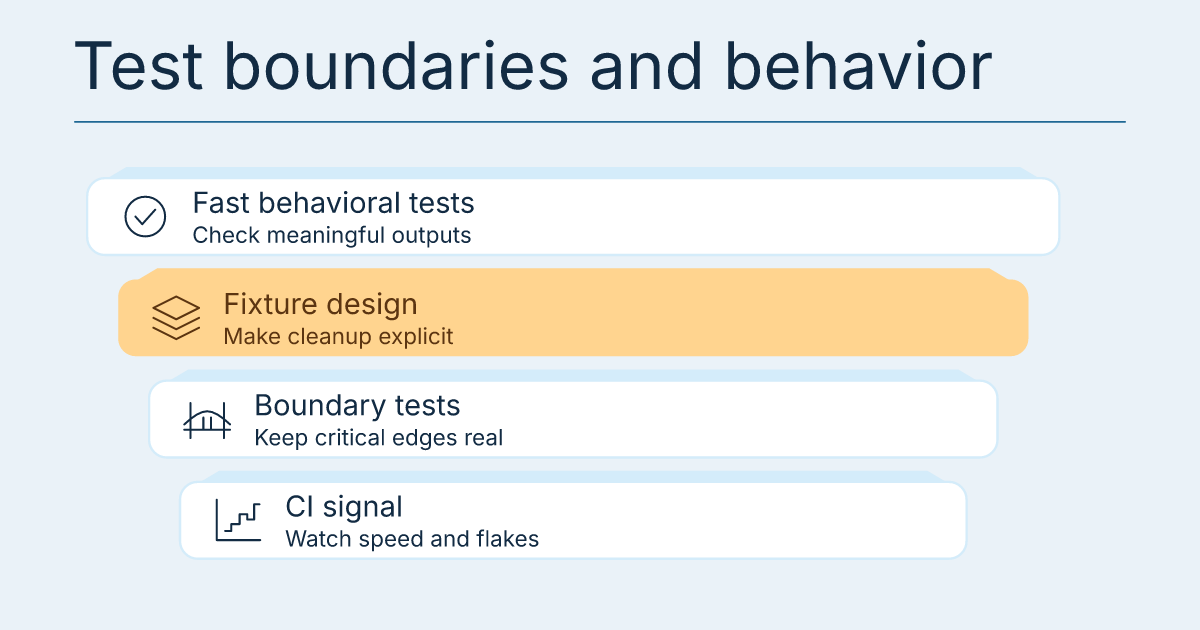 Test boundaries and behavior
Fast behavioral tests
Check meaningful outputs
Fixture design
Make cleanup explicit
Boundary tests
Keep critical edges real
CI signal
Watch speed and flakes